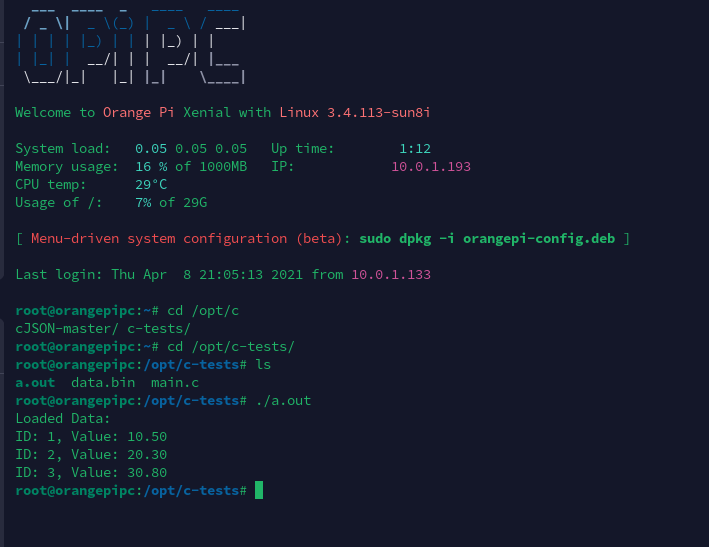 OPIPC
Welcome to Orange Pi Xenial with Linux 3.4.113-sun8i
System load:   0.05 0.05 0.05   Up time:        1:12
Memory usage:  16 % of 1000MB   IP:            10.0.1.193
CPU temp:      29°C
Usage of /:    7% of 29G
[ Menu-driven system configuration (beta): sudo dpkg -i orangepi-config.deb ]
Last login: Thu Apr  8 21:05:13 2021 from 10.0.1.133
root@orangepipc:~# cd /opt/c
cJSON-master/ c-tests/
root@orangepipc:~# cd /opt/c-tests/
root@orangepipc:/opt/c-tests# ls
a.out  data.bin  main.c
root@orangepipc:/opt/c-tests# ./a.out
Loaded Data:
ID: 1, Value: 10.50
ID: 2, Value: 20.30
ID: 3, Value: 30.80
root@orangepipc:/opt/c-tests#